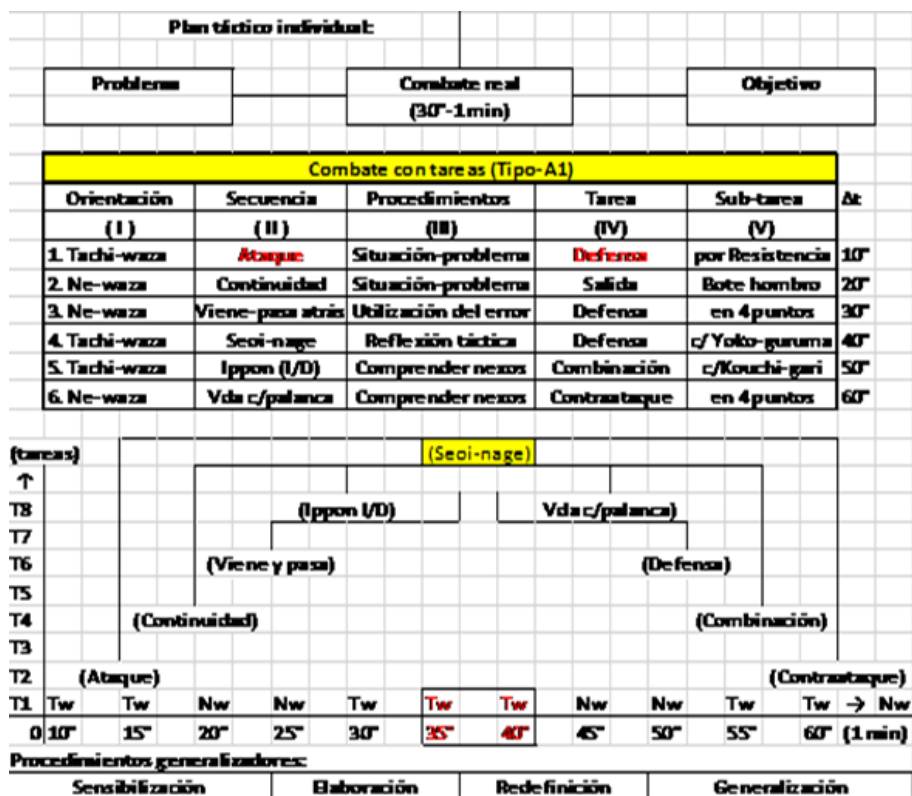 Plan táctico individual:
Problema Combate real Objetivo
(30"-1min)
Combate con tareas (Tipo-A1)
Orientación Secuencia Procedimientos Tarea Sub-tarea Δt
( I ) ( II ) (III) (IV) (V)
1. Tachi-waza Ataque Situación-problema Defensa por Resistencia 10"
2. Ne-waza Continuidad Situación-problema Salida Bote hombro 20"
3. Ne-waza Viene-pasa atrás Utilización del error Defensa en 4 puntos 30"
4. Tachi-waza Seoi-nage Reflexión táctica Defensa c/ Yoko-guruma 40"
5. Tachi-waza Ippon (I/D) Comprender nexos Combinación c/Kouchi-gari 50"
6. Ne-waza Vda c/palanca Comprender nexos Contraataque en 4 puntos 60"
(tareas) (Seoi-nage)
↑
T8 (Ippon I/D) Vda c/palanca)
T7
T6 (Viene y pasa) (Defensa)
T5
T4 (Continuidad) (Combinación)
T3
T2 (Ataque) (Contraataque)
T1 Tw Tw Nw Nw Tw Tw Tw Nw Nw Tw Tw → Nw
0 10" 15" 20" 25" 30" 35" 40" 45" 50" 55" 60" (1 min)
Procedimientos generalizadores:
Sensibilización Elaboración Redefinición Generalización